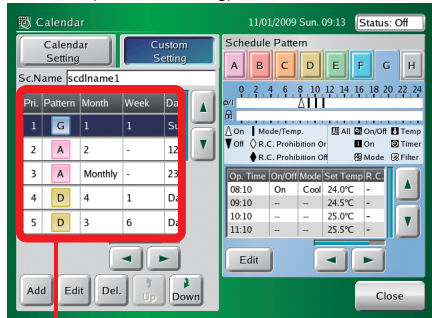 Calendar
11/01/2009 Sun. 09:13
Status: Off
Calendar
Setting
Custom
Setting
Sc.Name scdlname1
Pri. Pattern Month Week Da
1 G 1 1 Su
2 A 2 - 12
3 A Monthly - 23
4 D 4 1 Da
5 D 3 6 Da
Add Edit Del. Up Down
Schedule Pattern
A B C D E F G H
0 2 4 6 8 10 12 14 16 18 20 22 24
On Mode/Temp. All On/Off Temp
Off R.C. Prohibition Or On Timer
R.C. Prohibition Off Mode Filter
Op. Time On/Off Mode Set Temp R.C.
08:10 On Cool 24.0°C -
09:10 -- -- 24.5°C -
10:10 -- -- 25.0°C -
11:10 -- -- 25.5°C -
Edit
Close